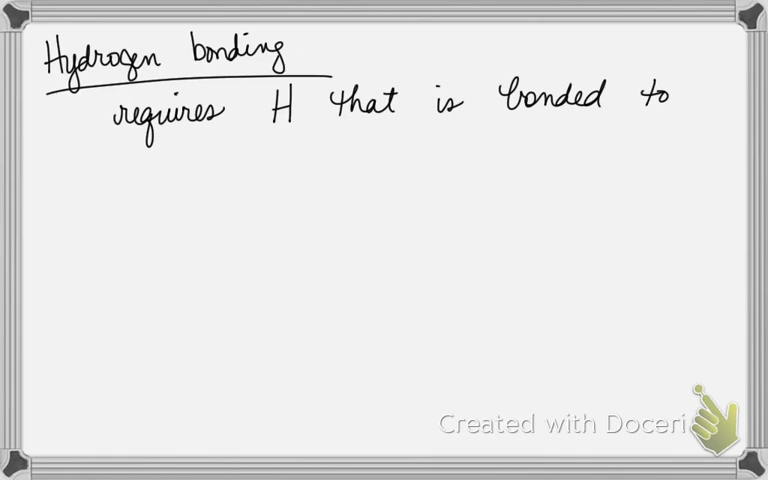 Hydrogen bonding
requires H that is bonded to
Created with Doceri